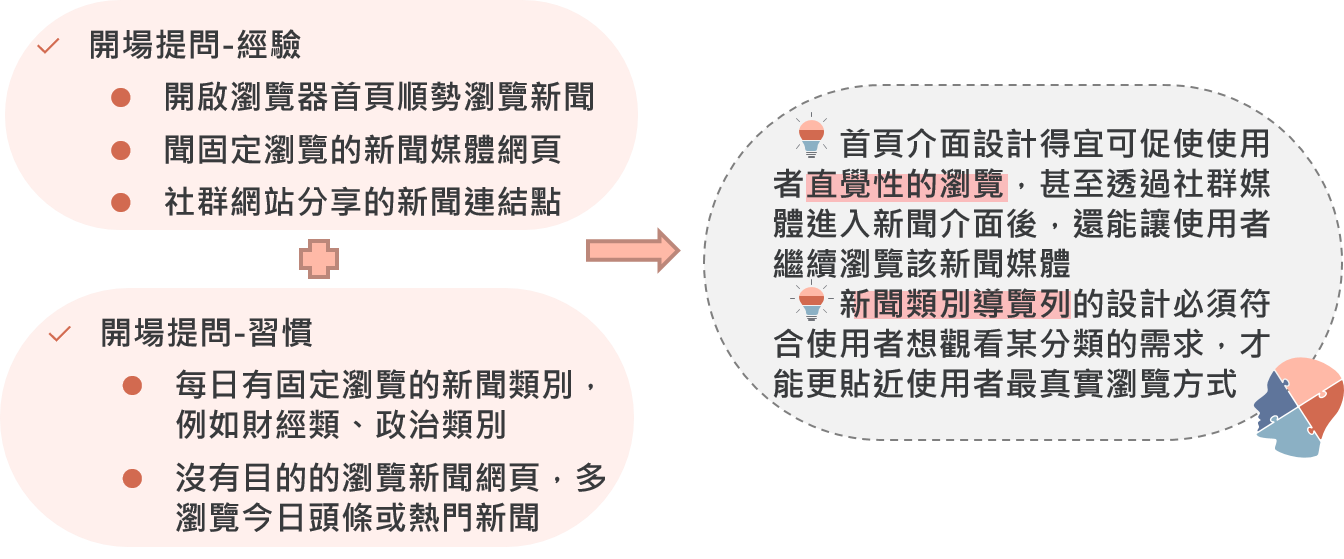 開場提問-經驗
開啟瀏覽器首頁順勢瀏覽新聞
聞固定瀏覽的新聞媒體網頁
社群網站分享的新聞連結點
開場提問-習慣
每日有固定瀏覽的新聞類別，
例如財經類、政治類別
沒有目的的瀏覽新聞網頁，多
瀏覽今日頭條或熱門新聞
首頁介面設計得宜可促使使用
者直覺性的瀏覽，甚至透過社群媒
體進入新聞介面後，還能讓使用者
繼續瀏覽該新聞媒體
新聞類別導覽列的設計必須符
合使用者想觀看某分類的需求，才
能更貼近使用者最真實瀏覽方式